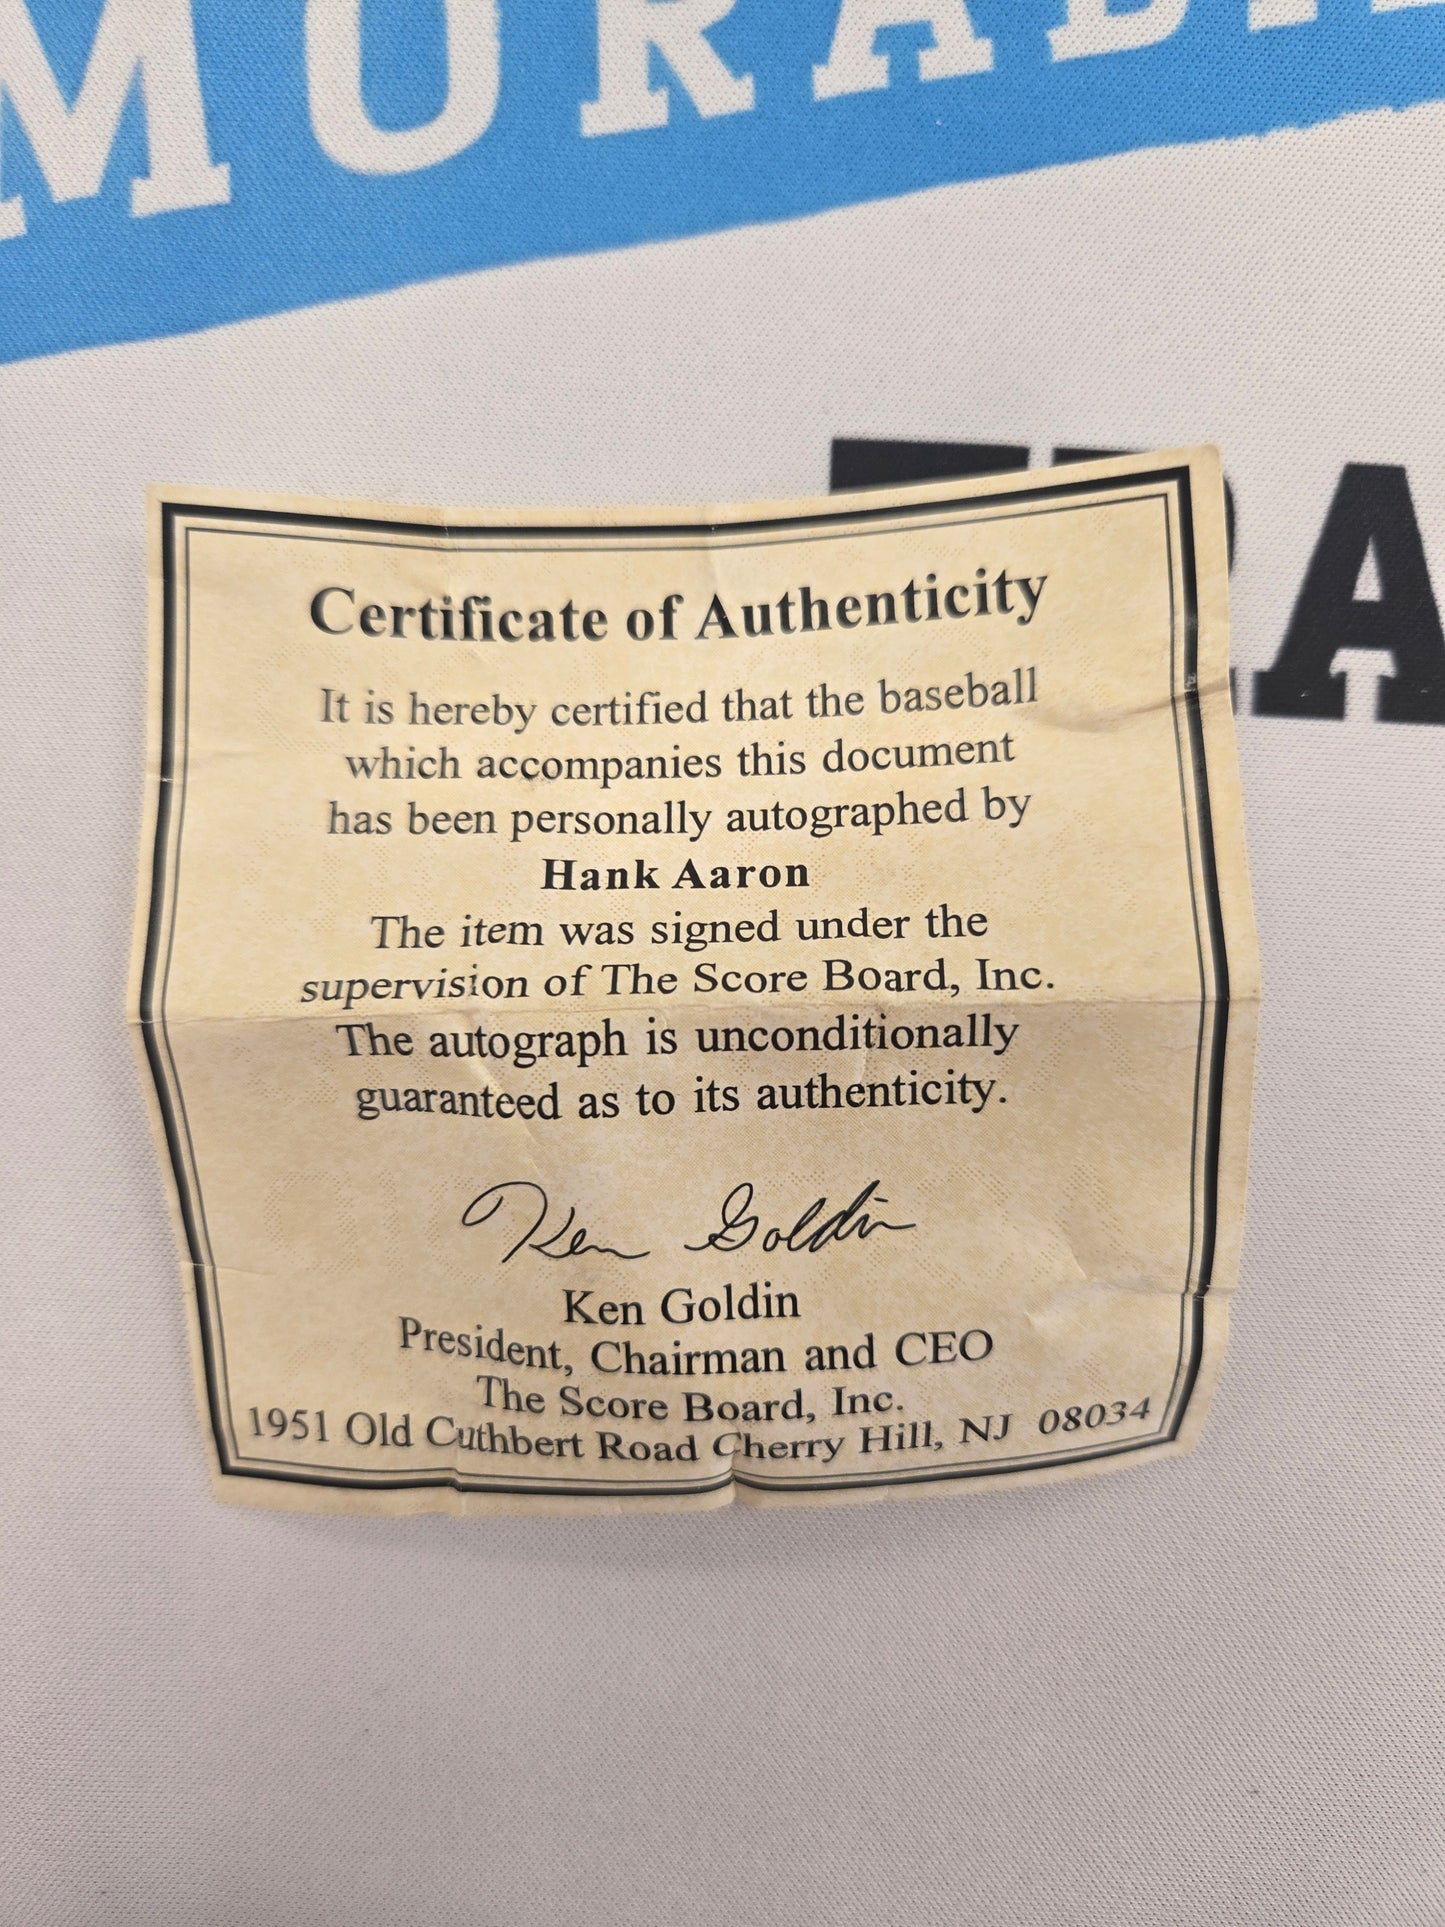 MORABI
RA
Certificate of Authenticity
It is hereby certified that the baseball
which accompanies this document
has been personally autographed by
Hank Aaron
The item was signed under the
supervision of The Score Board, Inc.
The autograph is unconditionally
guaranteed as to its authenticity.
Ken Goldin
Ken Goldin
President, Chairman and CEO
The Score Board, Inc.
1951 Old Cuthbert Road Cherry Hill, NJ 08034